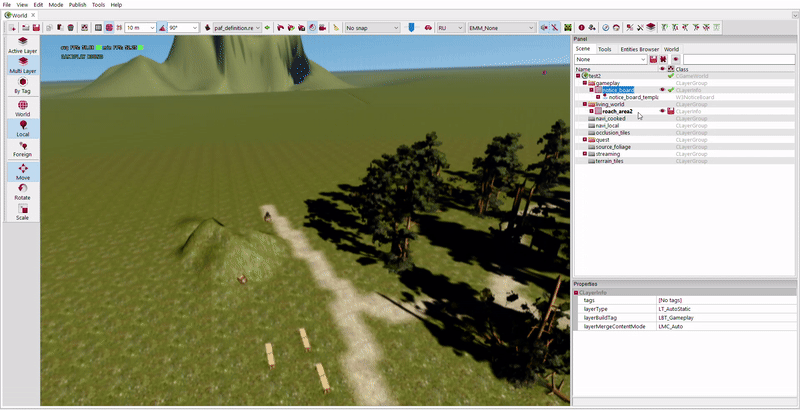 File View Edit Mode Publish Tools Help
World ×
10 m
90°
paf_definition.re
No snap
RU
EMM_None
Active Layer
Multi Layer
By Tag
World
Local
Foreign
Move
Rotate
Scale
GAMEPLAY ROUND
Panel
Scene Tools Entities Browser World
None
Name Class
test2 CGameWorld
gameplay CLayerGroup
notice_board CLayerInfo
notice_board_templ W3NoticeBoard
living_world CLayerGroup
roach_area2 CLayerInfo
navi_cooked CLayerGroup
navi_local CLayerGroup
occlusion_tiles CLayerGroup
quest CLayerGroup
source_foliage CLayerGroup
streaming CLayerGroup
terrain_tiles CLayerGroup
Properties
CLayerInfo
tags [No tags]
layerType LT_AutoStatic
layerBuildTag LBT_Gameplay
layerMergeContentMode LMC_Auto